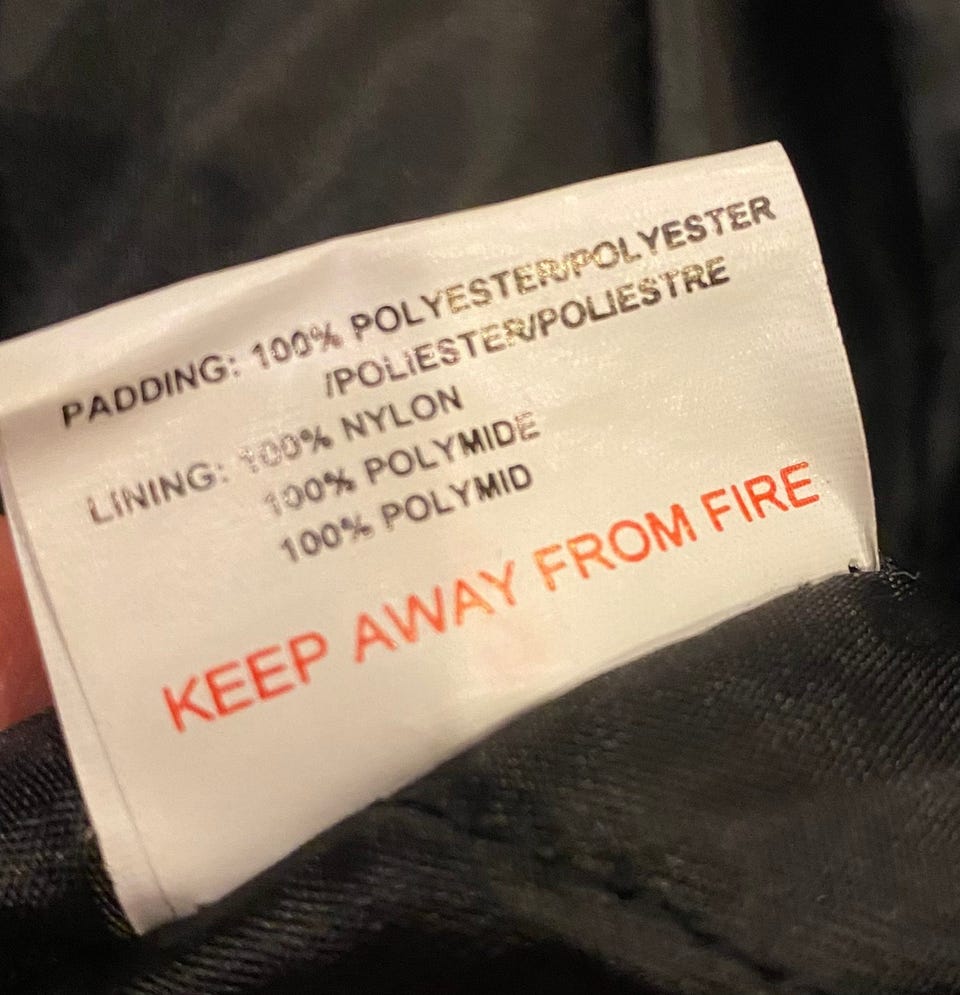 PADDING: 100% POLYESTER/POLYESTER
/POLIESTER/POLIESTRE
LINING: 100% NYLON
100% POLYMIDE
100% POLYMID
KEEP AWAY FROM FIRE